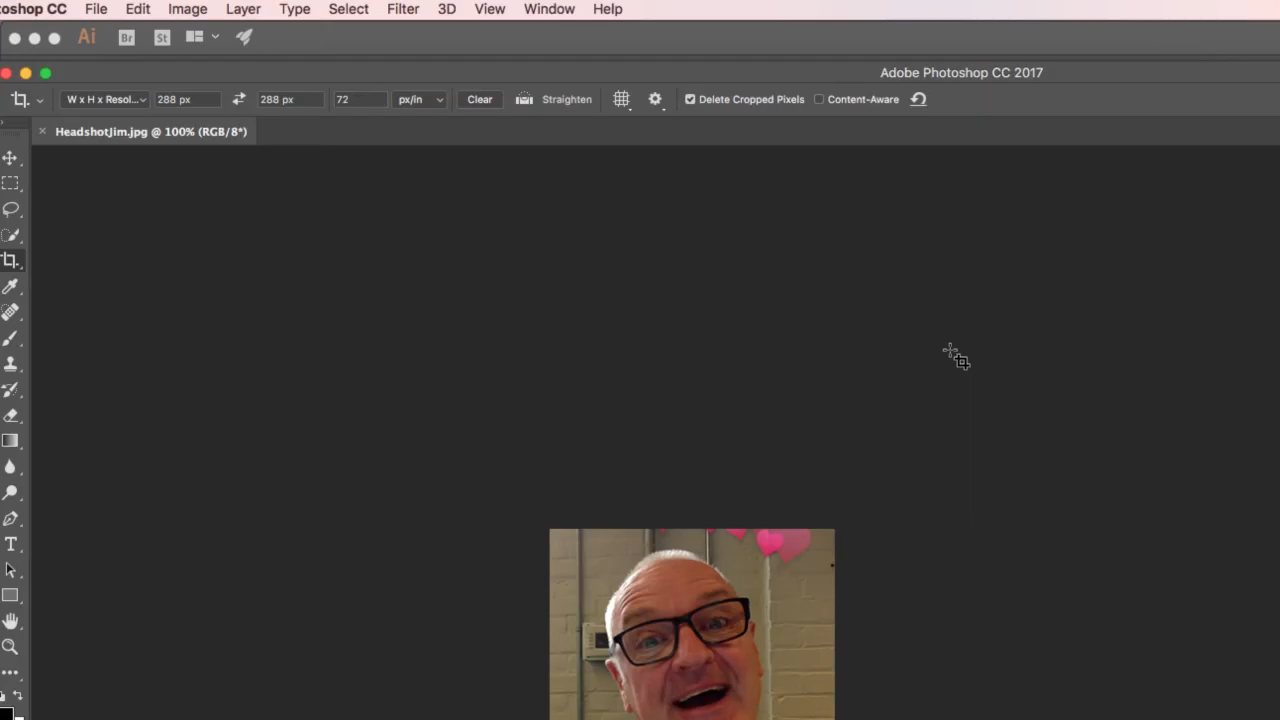 toshop CC File Edit Image Layer Type Select Filter 3D View Window Help
Ai Br St
Adobe Photoshop CC 2017
W x H x Resol... 288 px 288 px 72 px/in Clear Straighten Delete Cropped Pixels Content-Aware
× HeadshotJim.jpg @ 100% (RGB/8*)